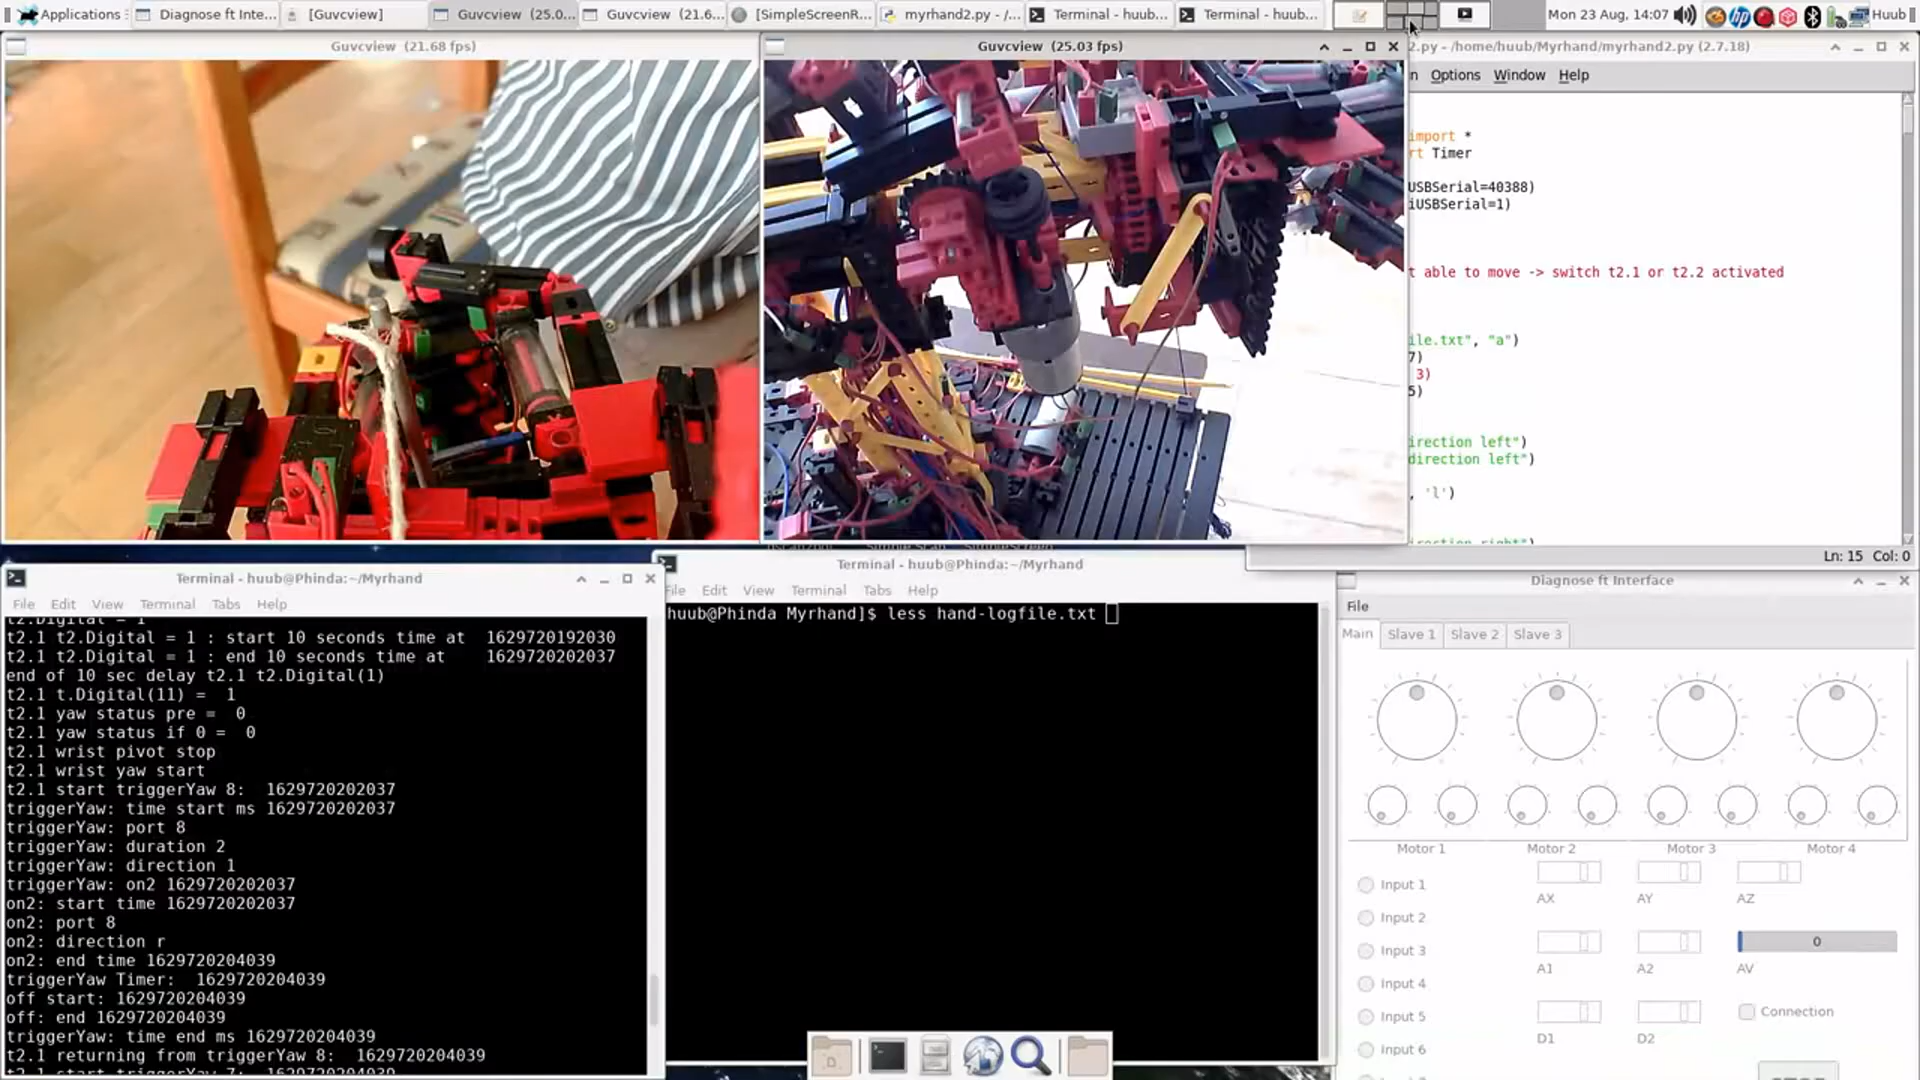 Applications
Diagnose ft Inte...
[Guvcview]
Guvcview (25.0...
Guvcview (21.6...
[SimpleScreenR...
myrhand2.py - /...
Terminal - huub...
Terminal - huub...
Mon 23 Aug, 14:07
Huub
Guvcview (21.68 fps)
Guvcview (25.03 fps)
2.py - /home/huub/Myrhand/myrhand2.py (2.7.18)
n Options Window Help
import *
rt Timer
USBSerial=40388)
iUSBSerial=1)
t able to move -> switch t2.1 or t2.2 activated
ile.txt", "a")
7)
3)
5)
irection left")
direction left")
, 'l')
irection right")
Ln: 15 Col: 0
Terminal - huub@Phinda:~/Myrhand
File Edit View Terminal Tabs Help
t2.Digital = 1
t2.1 t2.Digital = 1 : start 10 seconds time at 1629720192030
t2.1 t2.Digital = 1 : end 10 seconds time at 1629720202037
end of 10 sec delay t2.1 t2.Digital(1)
t2.1 t.Digital(11) = 1
t2.1 yaw status pre = 0
t2.1 yaw status if 0 = 0
t2.1 wrist pivot stop
t2.1 wrist yaw start
t2.1 start triggerYaw 8: 1629720202037
triggerYaw: time start ms 1629720202037
triggerYaw: port 8
triggerYaw: duration 2
triggerYaw: direction 1
triggerYaw: on2 1629720202037
on2: start time 1629720202037
on2: port 8
on2: direction r
on2: end time 1629720204039
triggerYaw Timer: 1629720204039
off start: 1629720204039
off: end 1629720204039
triggerYaw: time end ms 1629720204039
t2.1 returning from triggerYaw 8: 1629720204039
t2.1 start triggerYaw 7: 1629720204039
Terminal - huub@Phinda:~/Myrhand
File Edit View Terminal Tabs Help
huub@Phinda Myrhand]$ less hand-logfile.txt
Diagnose ft Interface
File
Main Slave 1 Slave 2 Slave 3
Motor 1 Motor 2 Motor 3 Motor 4
Input 1
Input 2
Input 3
Input 4
Input 5
Input 6
AX AY AZ
0
A1 A2 AV
Connection
D1 D2